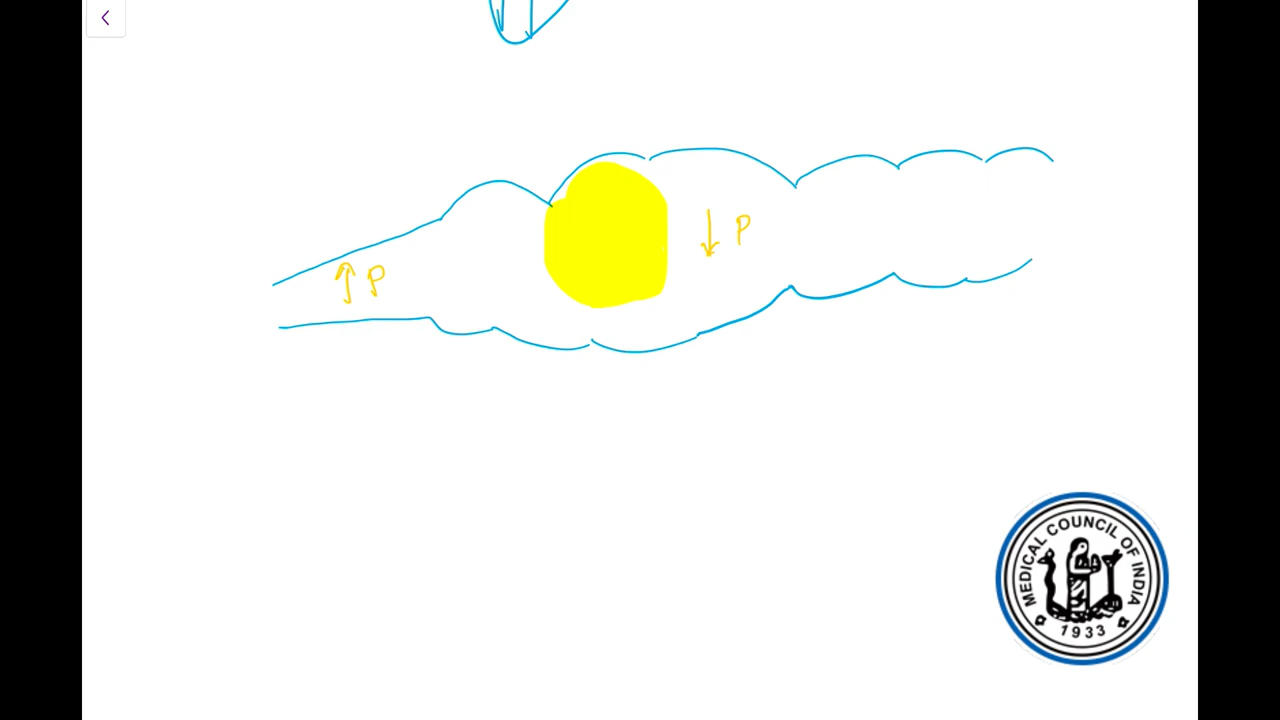 ↑ P
↓ P
MEDICAL COUNCIL OF INDIA
1933